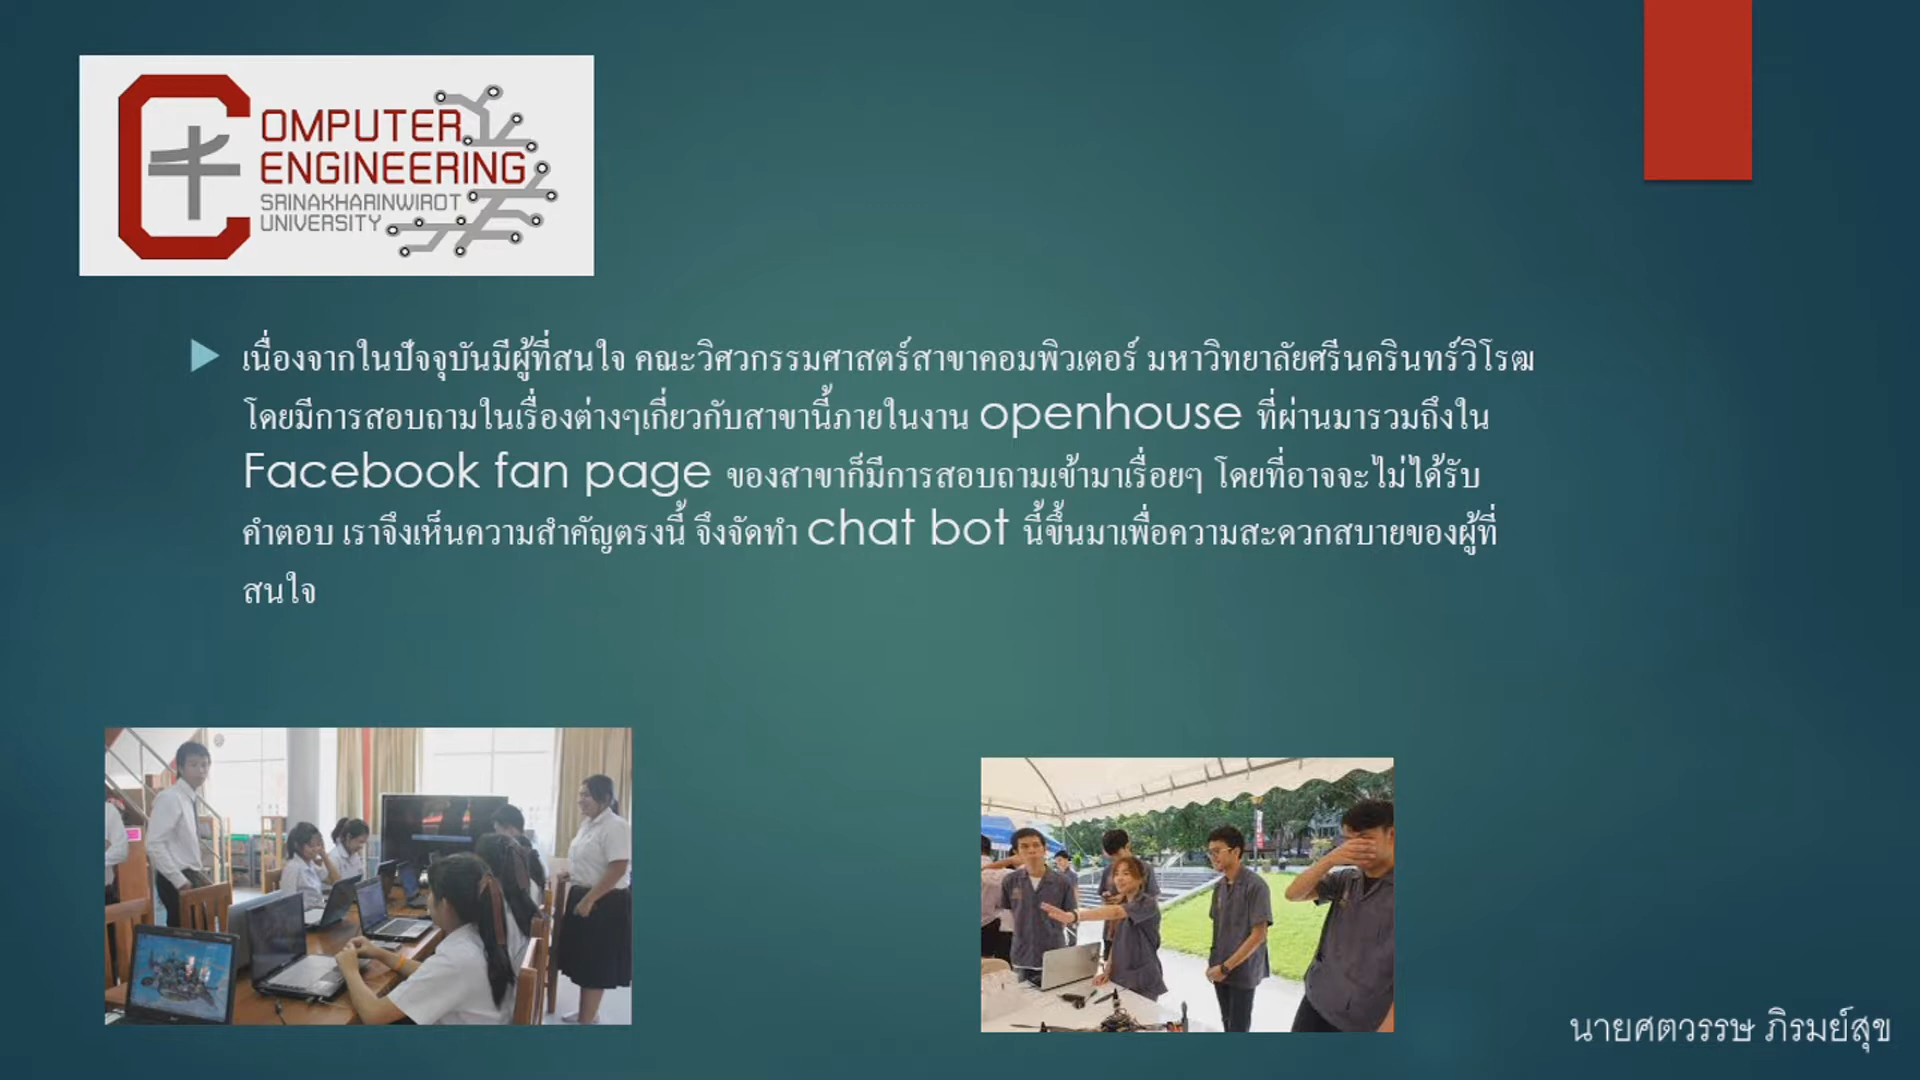 COMPUTER
ENGINEERING
SRINAKHARINWIROT
UNIVERSITY
เนื่องจากในปัจจุบันมีผู้ที่สนใจ คณะวิศวกรรมศาสตร์สาขาคอมพิวเตอร์ มหาวิทยาลัยศรีนครินทร์วิโรฒ
โดยมีการสอบถามในเรื่องต่างๆเกี่ยวกับสาขานี้ภายในงาน openhouse ที่ผ่านมารวมถึงใน
Facebook fan page ของสาขาก็มีการสอบถามเข้ามาเรื่อยๆ โดยที่อาจจะไม่ได้รับ
คำตอบ เราจึงเห็นความสำคัญตรงนี้ จึงจัดทำ chat bot นี้ขึ้นมาเพื่อความสะดวกสบายของผู้ที่
สนใจ
นายศตวรรษ ภิรมย์สุข